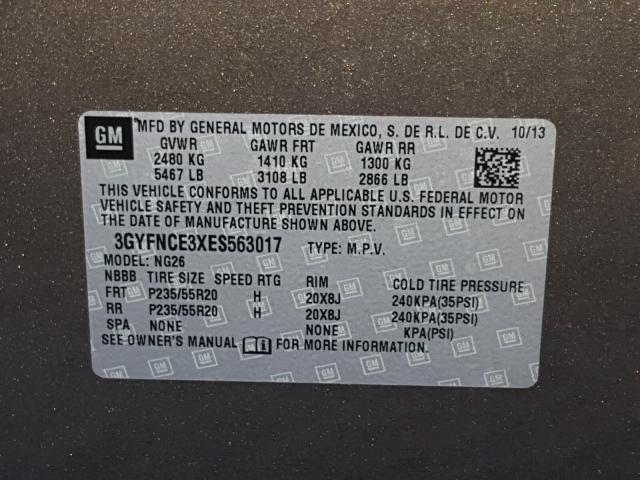 GM MFD BY GENERAL MOTORS DE MEXICO, S. DE R.L. DE C.V. 10/13
GVWR GAWR FRT GAWR RR
2480 KG 1410 KG 1300 KG
5467 LB 3108 LB 2866 LB
THIS VEHICLE CONFORMS TO ALL APPLICABLE U.S. FEDERAL MOTOR
VEHICLE SAFETY AND THEFT PREVENTION STANDARDS IN EFFECT ON
THE DATE OF MANUFACTURE SHOWN ABOVE.
3GYFNCE3XES563017 TYPE: M.P.V.
MODEL: NG26
NBBB TIRE SIZE SPEED RTG RIM COLD TIRE PRESSURE
FRT P235/55R20 H 20X8J 240KPA(35PSI)
RR P235/55R20 H 20X8J 240KPA(35PSI)
SPA NONE NONE KPA(PSI)
SEE OWNER'S MANUAL FOR MORE INFORMATION.